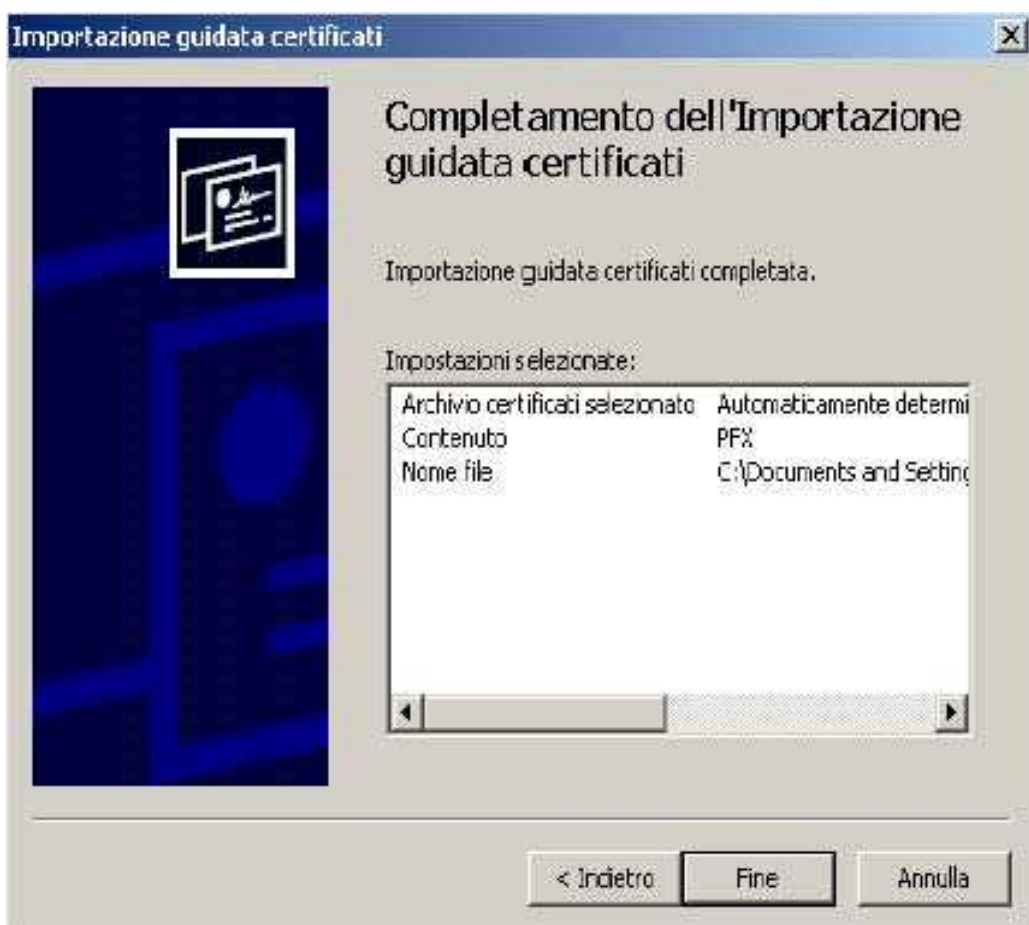 Importazione guidata certificati
Completamento dell'Importazione
guidata certificati
Importazione guidata certificati completata.
Impostazioni selezionate:
Archivio certificati selezionato Automaticamente determi
Contenuto PFX
Nome file C:\Documents and Setting
< Indietro Fine Annulla